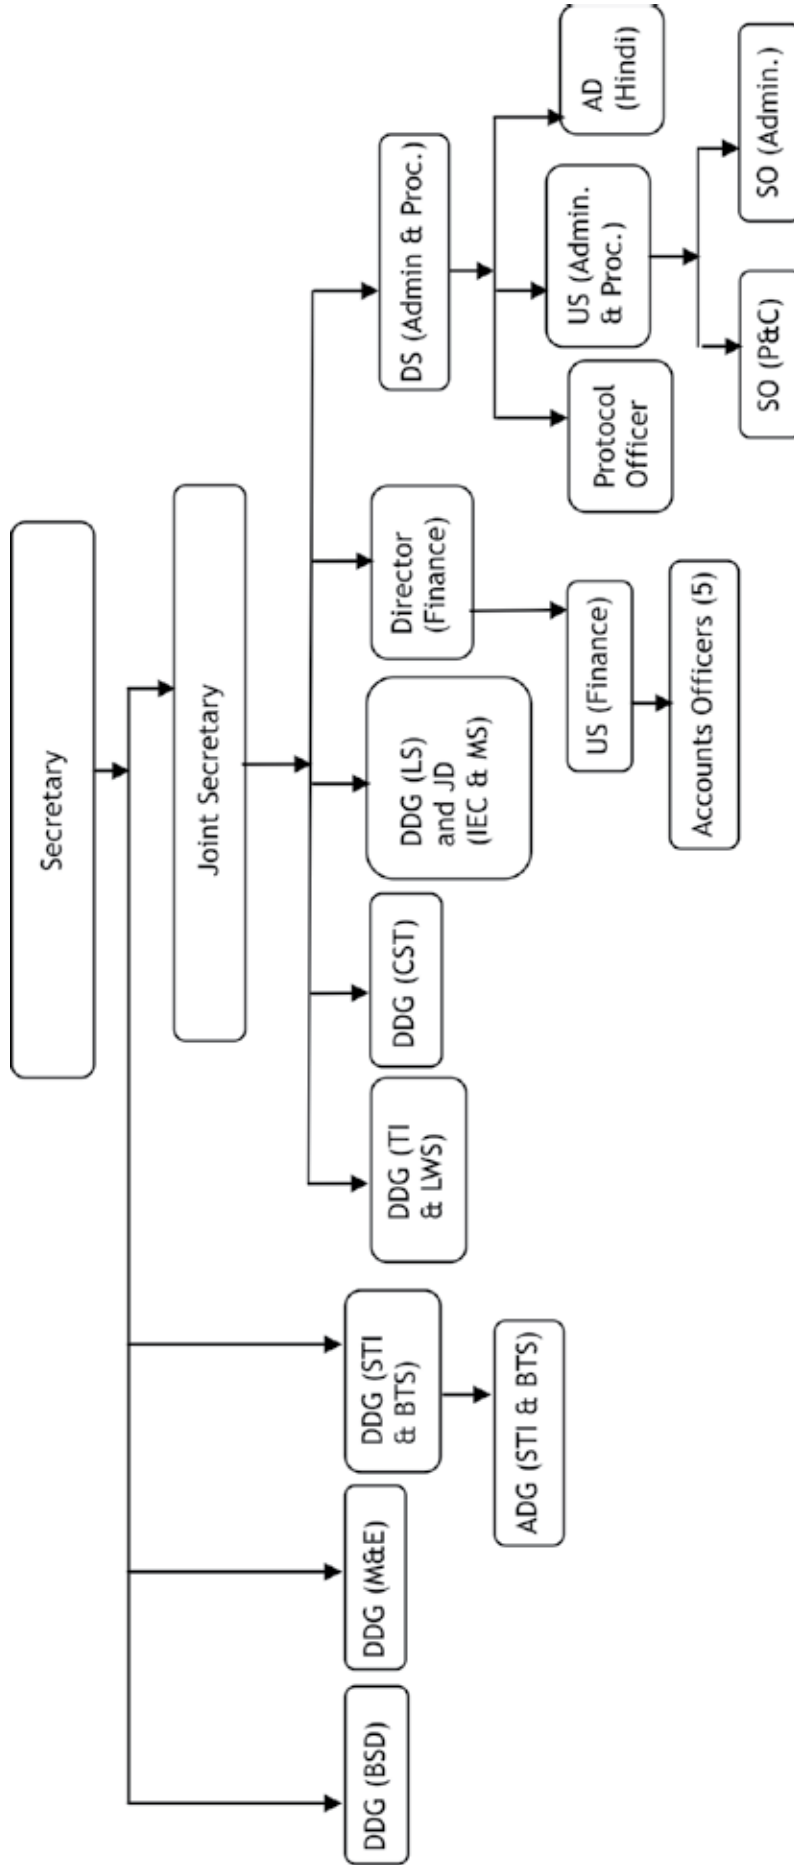 Secretary
Joint Secretary
DDG (BSD)
DDG (M&E)
DDG (STI
& BTS)
DDG (TI
& LWS)
DDG (CST)
DDG (LS)
and JD
(IEC & MS)
Director
(Finance)
DS (Admin & Proc.)
ADG (STI & BTS)
US (Finance)
Protocol
Officer
US (Admin.
& Proc.)
AD
(Hindi)
Accounts Officers (5)
SO (P&C)
SO (Admin.)